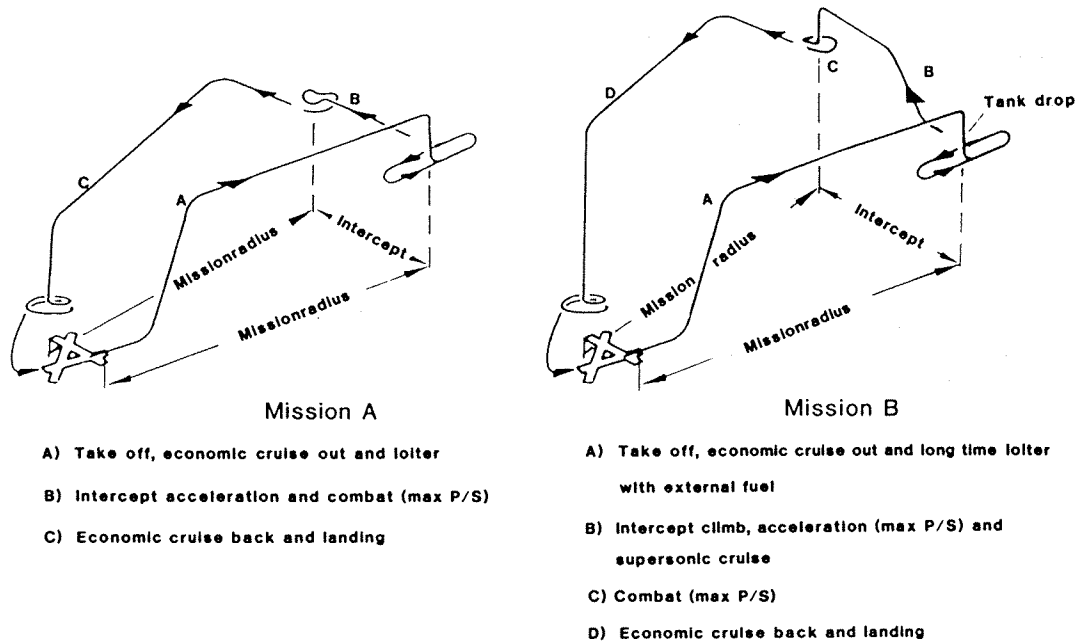 B
C
A
Missionradius
Intercept
Missionradius
Mission A
A) Take off, economic cruise out and loiter
B) Intercept acceleration and combat (max P/S)
C) Economic cruise back and landing
C
B
D
Tank drop
A
Intercept
Mission radius
Missionradius
Mission B
A) Take off, economic cruise out and long time loiter
with external fuel
B) Intercept climb, acceleration (max P/S) and
supersonic cruise
C) Combat (max P/S)
D) Economic cruise back and landing